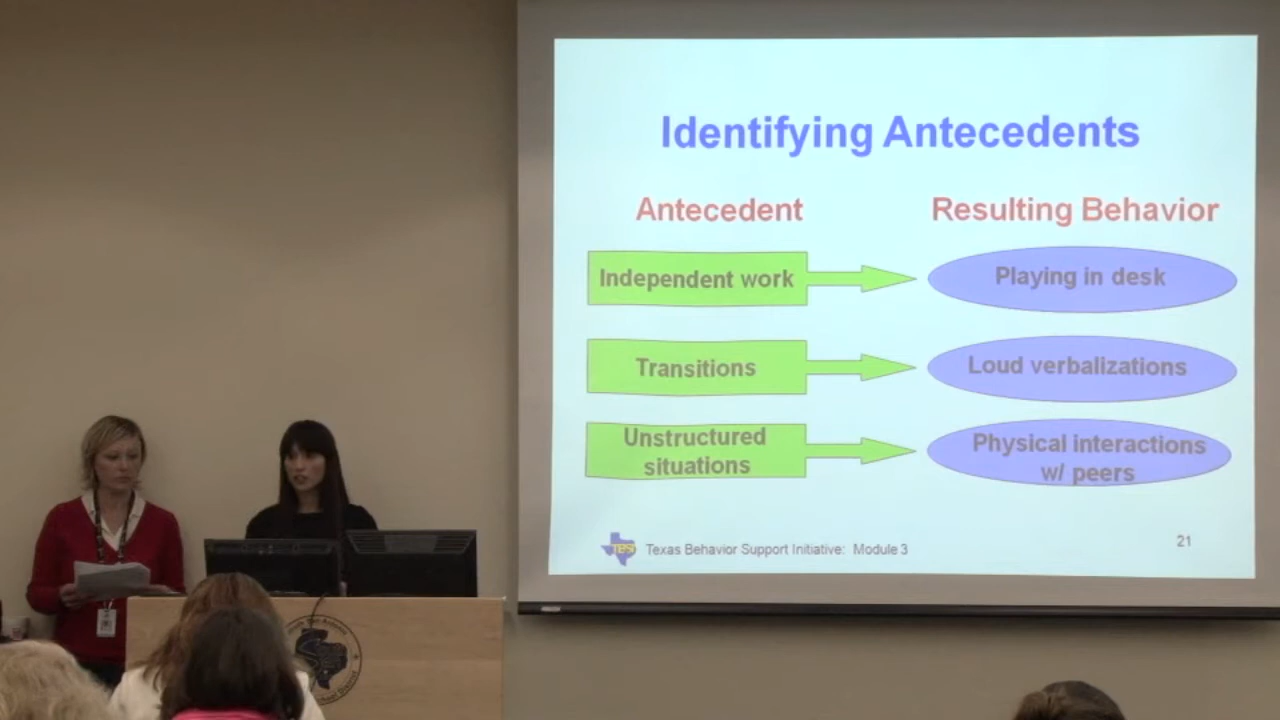 Identifying Antecedents
Antecedent
Resulting Behavior
Independent work
Playing in desk
Transitions
Loud verbalizations
Unstructured
situations
Physical interactions
w/ peers
Texas Behavior Support Initiative: Module 3
21